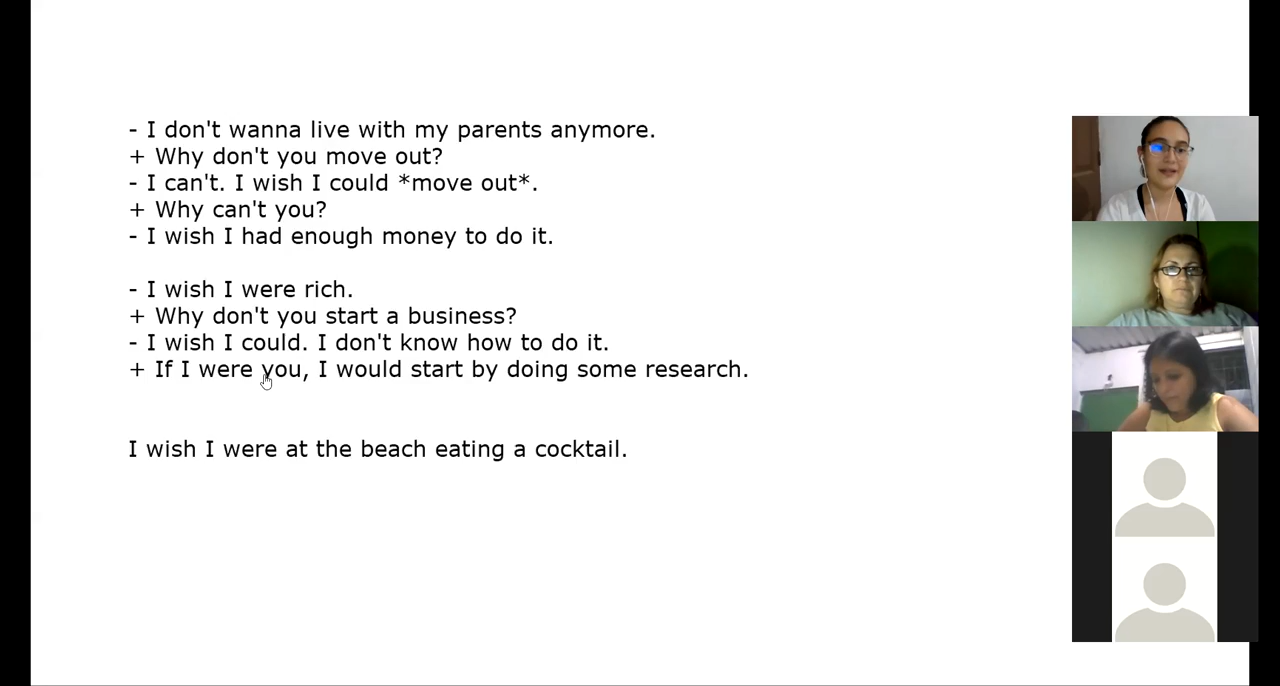 - I don't wanna live with my parents anymore.
+ Why don't you move out?
- I can't. I wish I could *move out*.
+ Why can't you?
- I wish I had enough money to do it.
- I wish I were rich.
+ Why don't you start a business?
- I wish I could. I don't know how to do it.
+ If I were you, I would start by doing some research.
I wish I were at the beach eating a cocktail.